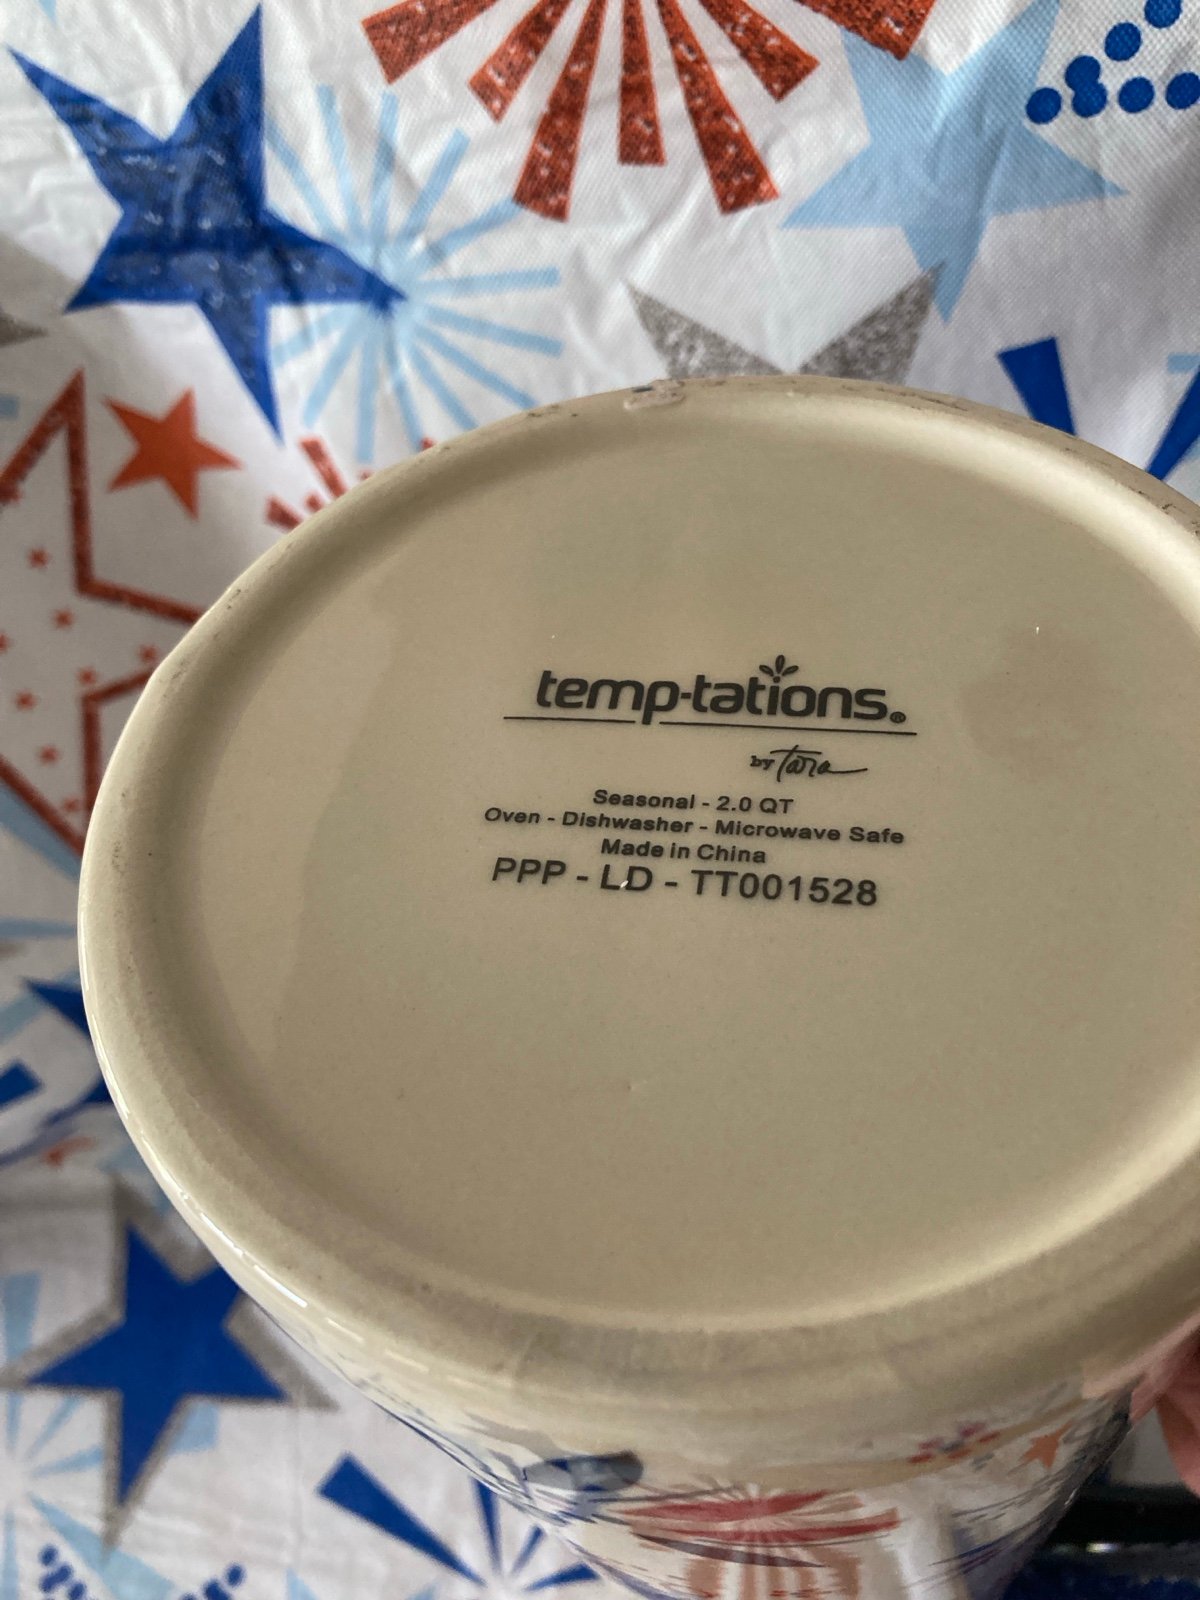 temp-tations®
by Tara
Seasonal - 2.0 QT
Oven - Dishwasher - Microwave Safe
Made in China
PPP - LD - TT001528